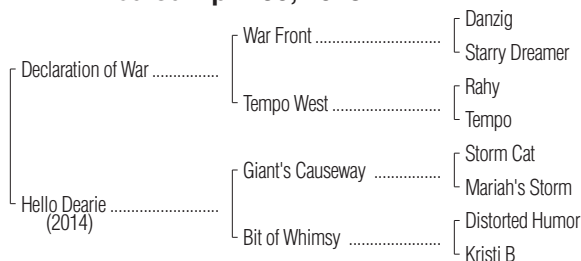 Danzig
War Front ..............................
Starry Dreamer
Declaration of War ................
Rahy
Tempo West ...........................
Tempo
Storm Cat
Giant's Causeway ................
Mariah's Storm
Hello Dearie ...........................
(2014)
Distorted Humor
Bit of Whimsy ......................
Kristi B